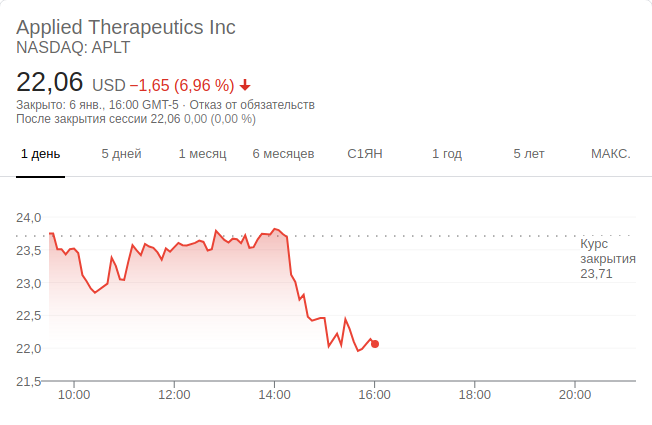 Applied Therapeutics Inc
NASDAQ: APLT
22,06 USD −1,65 (6,96 %)
Закрыто: 6 янв., 16:00 GMT-5 · Отказ от обязательств
После закрытия сессии 22,06 0,00 (0,00 %)
1 день 5 дней 1 месяц 6 месяцев С1ЯН 1 год 5 лет МАКС.
24,0
Курс
закрытия
23,71
23,5
23,0
22,5
22,0
21,5
10:00 12:00 14:00 16:00 18:00 20:00